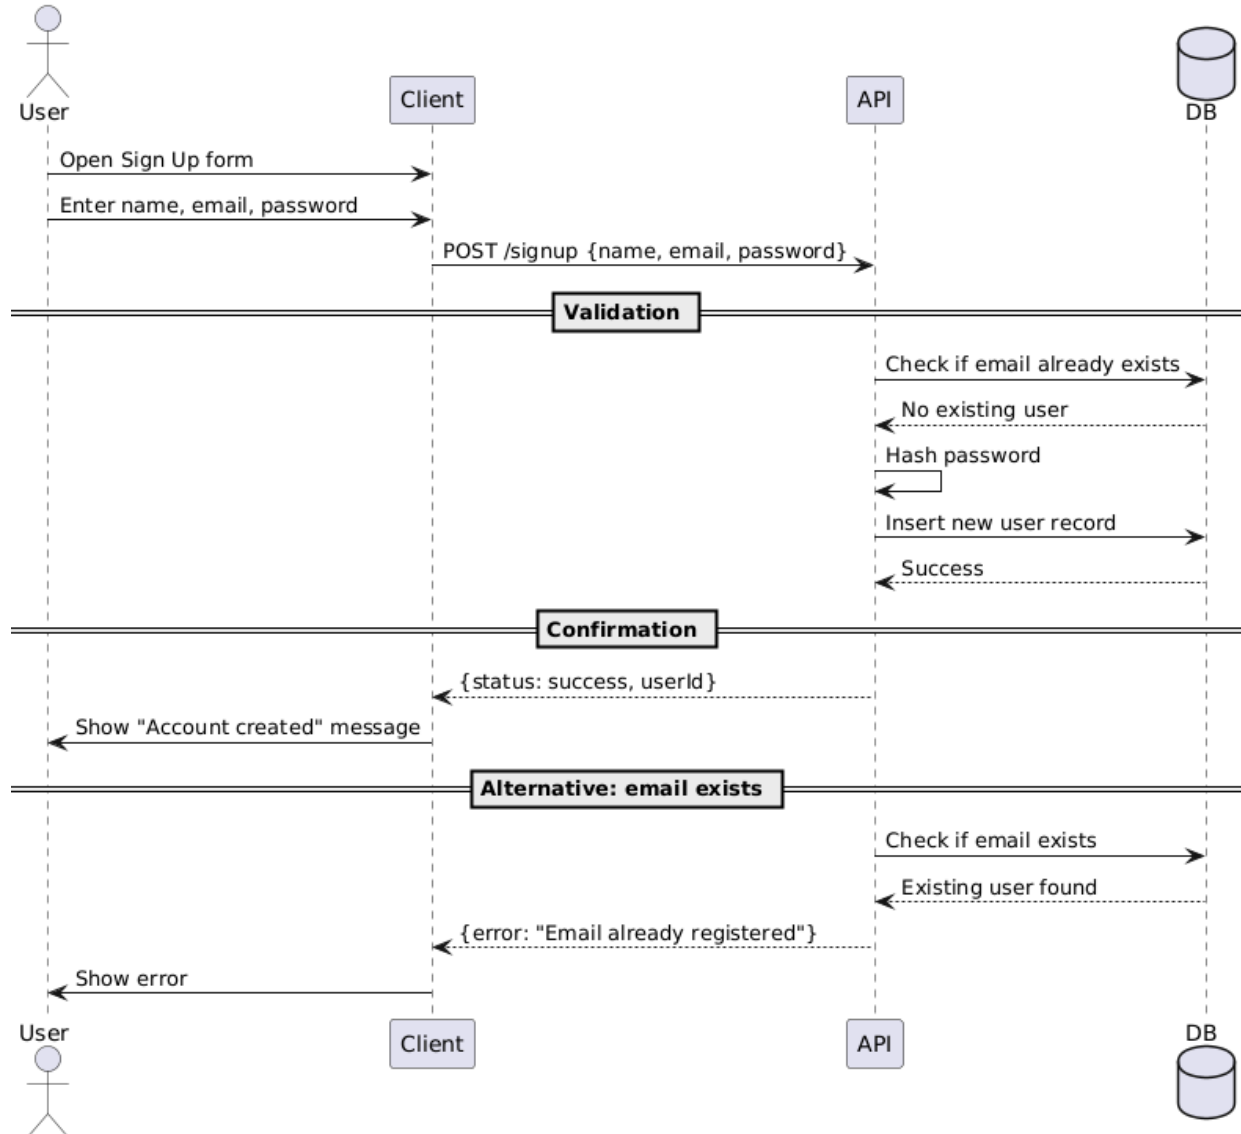 User
Client
API
DB
Open Sign Up form
Enter name, email, password
POST /signup {name, email, password}
Validation
Check if email already exists
No existing user
Hash password
Insert new user record
Success
Confirmation
{status: success, userId}
Show "Account created" message
Alternative: email exists
Check if email exists
Existing user found
{error: "Email already registered"}
Show error
User
Client
API
DB